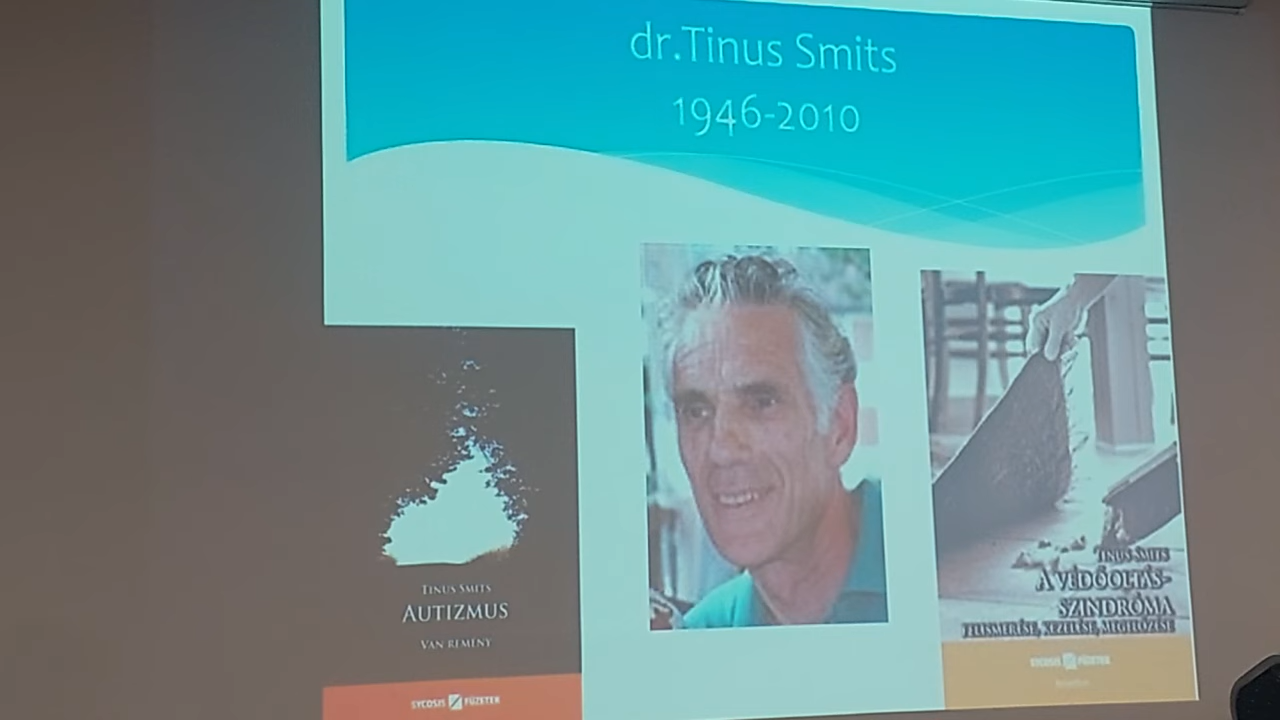 dr.Tinus Smits
1946-2010
TINUS SMITS
AUTIZMUS
VAN REMÉNY
SYCOSIS FÜZETEK
TINUS SMITS
A VÉDŐOLTÁS-
SZINDRÓMA
FELISMERÉSE, KEZELÉSE, MEGELŐZÉSE
SYCOSIS FÜZETEK